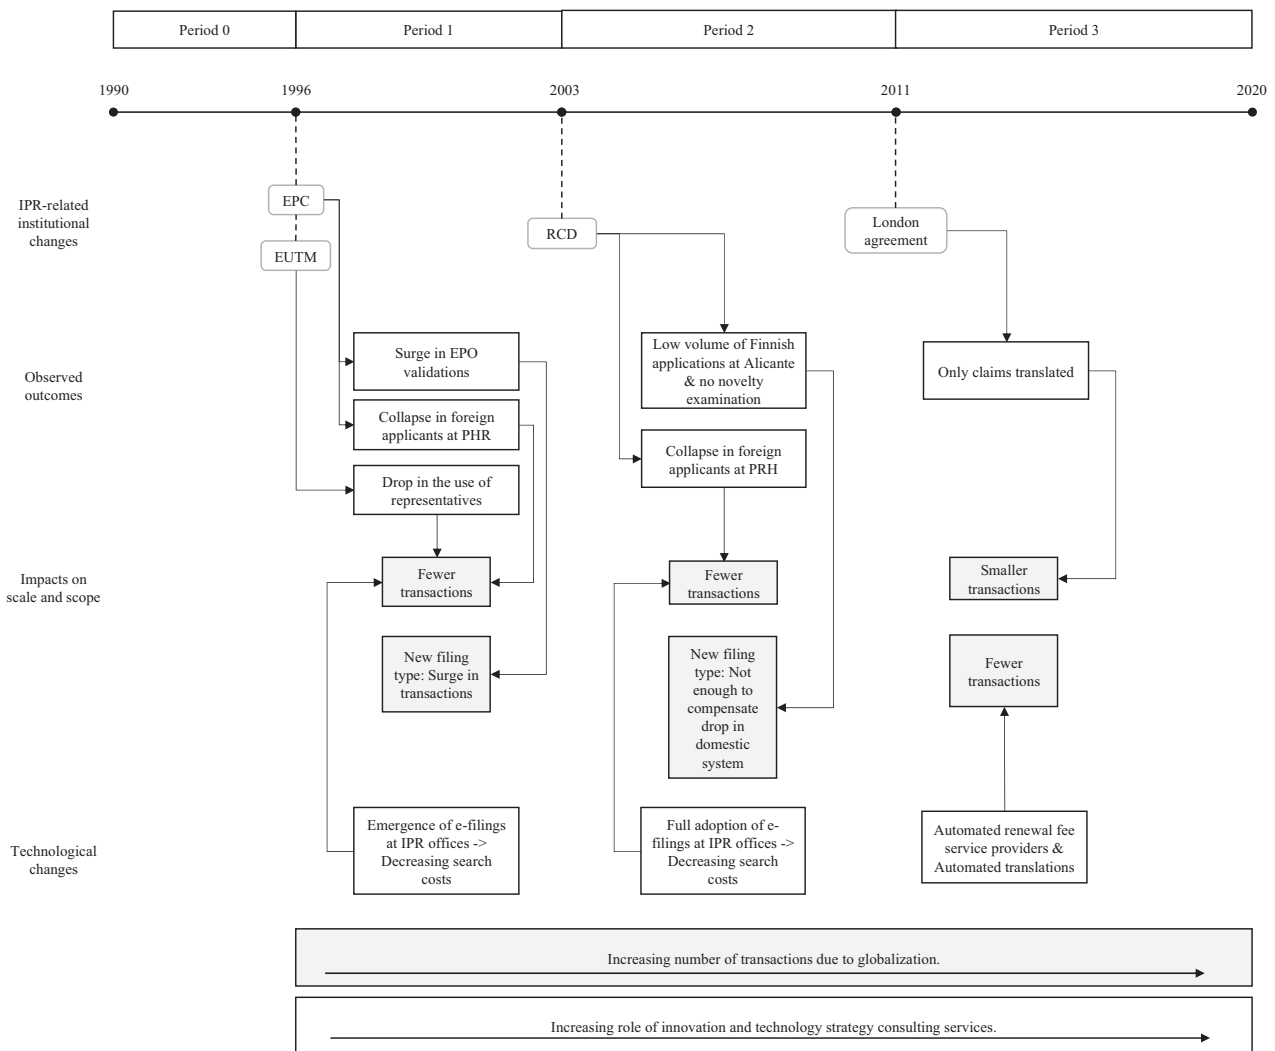 Period 0
Period 1
Period 2
Period 3
1990
1996
2003
2011
2020
IPR-related
institutional
changes
EPC
EUTM
RCD
London
agreement
Observed
outcomes
Surge in EPO
validations
Collapse in foreign
applicants at PHR
Drop in the use of
representatives
Low volume of Finnish
applications at Alicante
& no novelty
examination
Collapse in foreign
applicants at PRH
Only claims translated
Impacts on
scale and scope
Fewer
transactions
New filing
type: Surge in
transactions
Fewer
transactions
New filing
type: Not
enough to
compensate
drop in
domestic
system
Smaller
transactions
Fewer
transactions
Technological
changes
Emergence of e-filings
at IPR offices ->
Decreasing search
costs
Full adoption of e-
filings at IPR offices ->
Decreasing search
costs
Automated renewal fee
service providers &
Automated translations
Increasing number of transactions due to globalization.
Increasing role of innovation and technology strategy consulting services.